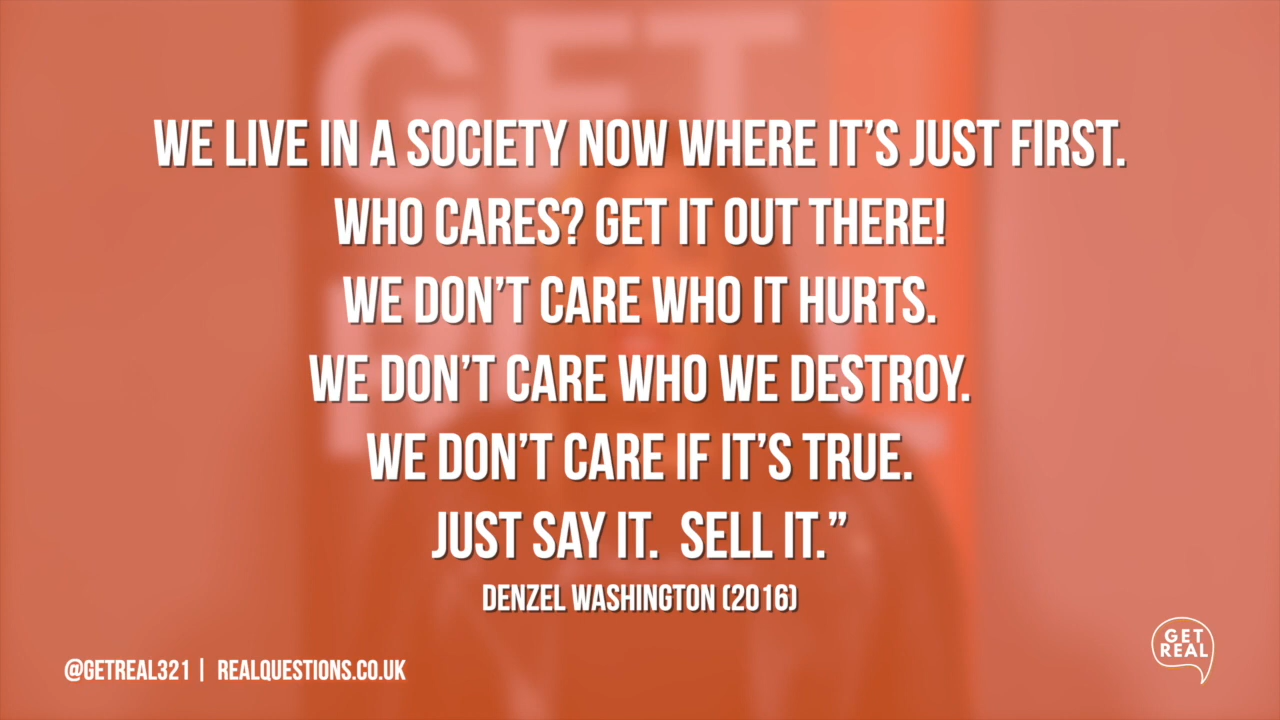 GET
WE LIVE IN A SOCIETY NOW WHERE IT’S JUST FIRST.
WHO CARES? GET IT OUT THERE!
WE DON’T CARE WHO IT HURTS.
WE DON’T CARE WHO WE DESTROY.
WE DON’T CARE IF IT’S TRUE.
JUST SAY IT.  SELL IT.”
DENZEL WASHINGTON (2016)
@GETREAL321 | REALQUESTIONS.CO.UK
GET
REAL